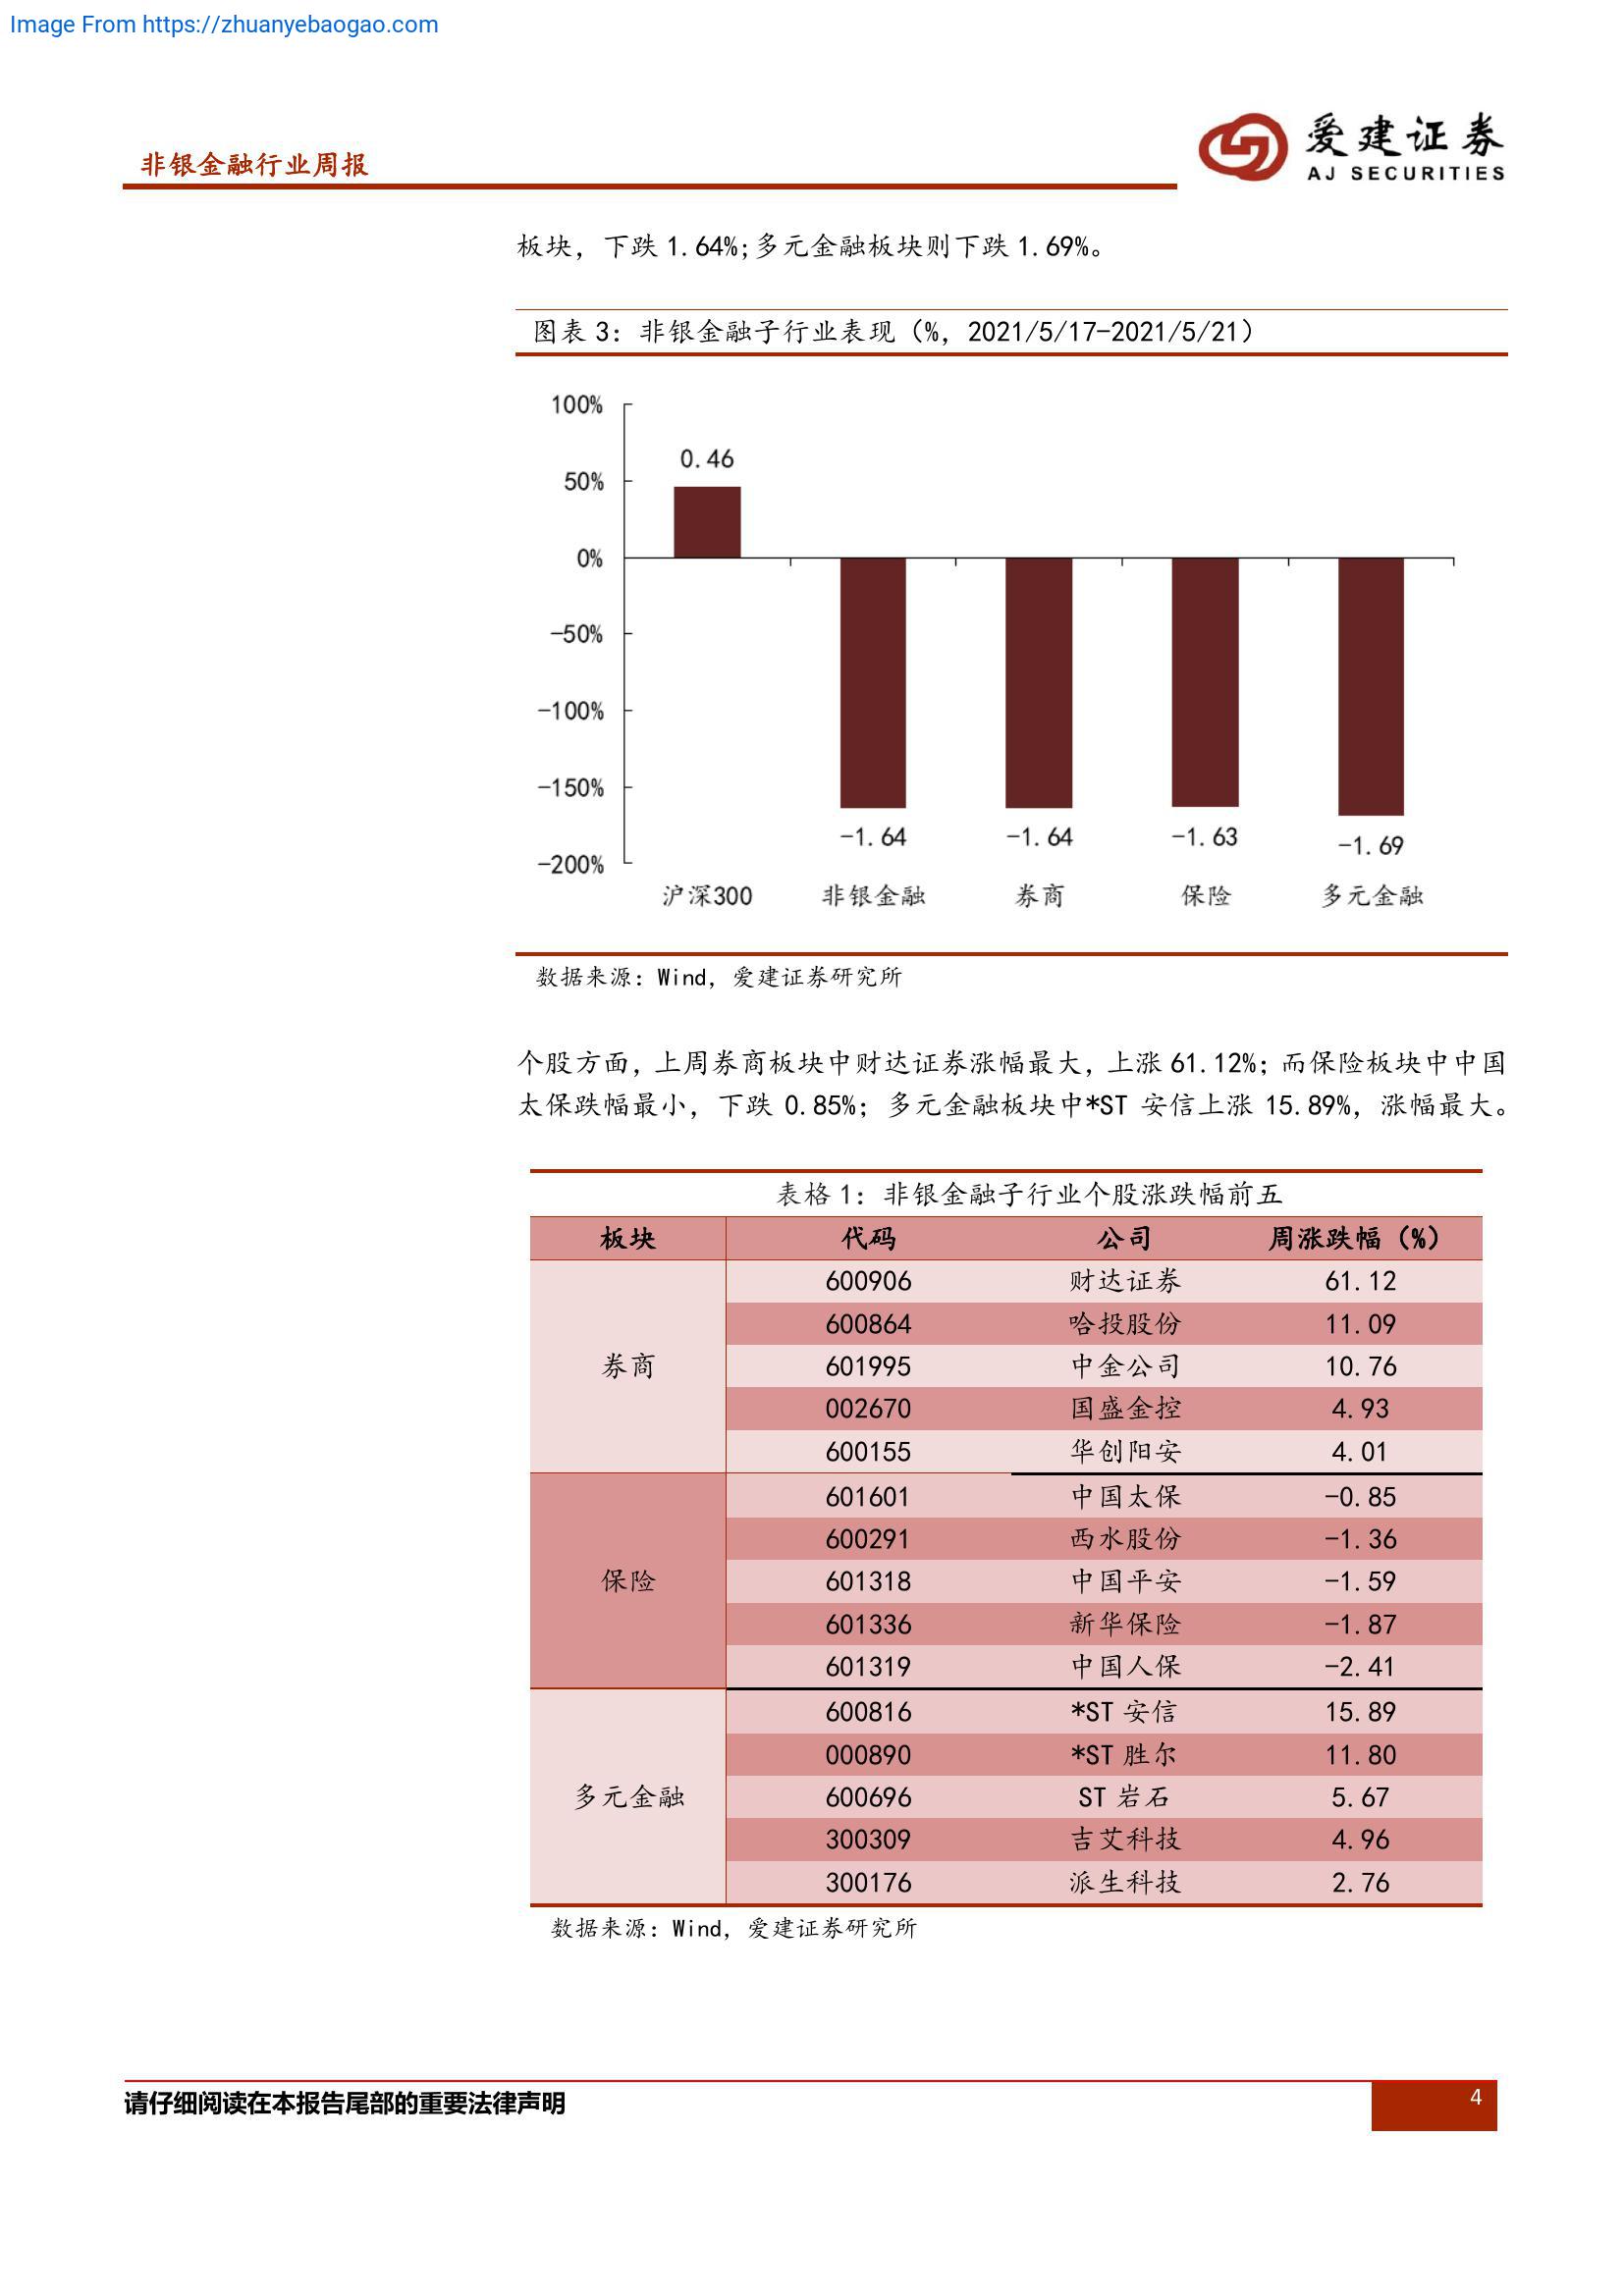 Image From https://zhuanyebaogao.com
爱建证券
AJ SECURITIES
非银金融行业周报
板块，下跌 1.64%;多元金融板块则下跌 1.69%。
图表 3：非银金融子行业表现（%，2021/5/17-2021/5/21）
100%
0.46
50%
0%
-50%
-100%
-150%
-1.64 -1.64 -1.63 -1.69
-200%
沪深300 非银金融 券商 保险 多元金融
数据来源：Wind，爱建证券研究所
个股方面，上周券商板块中财达证券涨幅最大，上涨 61.12%；而保险板块中中国
太保跌幅最小，下跌 0.85%；多元金融板块中*ST 安信上涨 15.89%，涨幅最大。
表格 1：非银金融子行业个股涨跌幅前五
板块 代码 公司 周涨跌幅（%）
600906 财达证券 61.12
600864 哈投股份 11.09
券商 601995 中金公司 10.76
002670 国盛金控 4.93
600155 华创阳安 4.01
601601 中国太保 -0.85
600291 西水股份 -1.36
保险 601318 中国平安 -1.59
601336 新华保险 -1.87
601319 中国人保 -2.41
600816 *ST 安信 15.89
000890 *ST 胜尔 11.80
多元金融 600696 ST 岩石 5.67
300309 吉艾科技 4.96
300176 派生科技 2.76
数据来源：Wind，爱建证券研究所
请仔细阅读在本报告尾部的重要法律声明
4